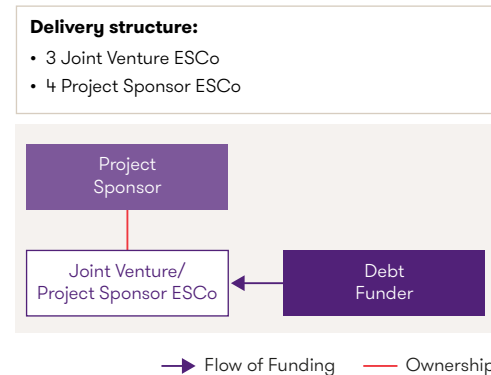 Delivery structure:
• 3 Joint Venture ESCo
• 4 Project Sponsor ESCo
Project
Sponsor
Joint Venture/
Project Sponsor ESCo
Debt
Funder
Flow of Funding
Ownership